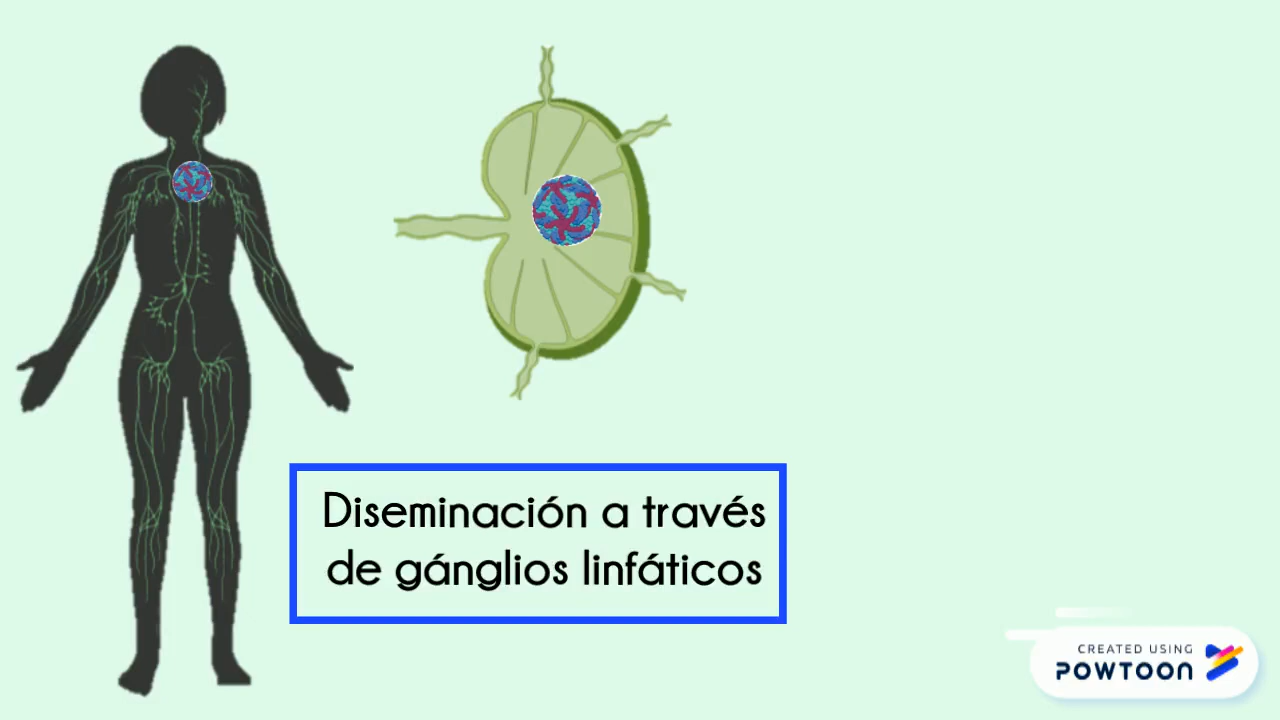 Diseminación a través
de gánglios linfáticos
CREATED USING
POWTOON